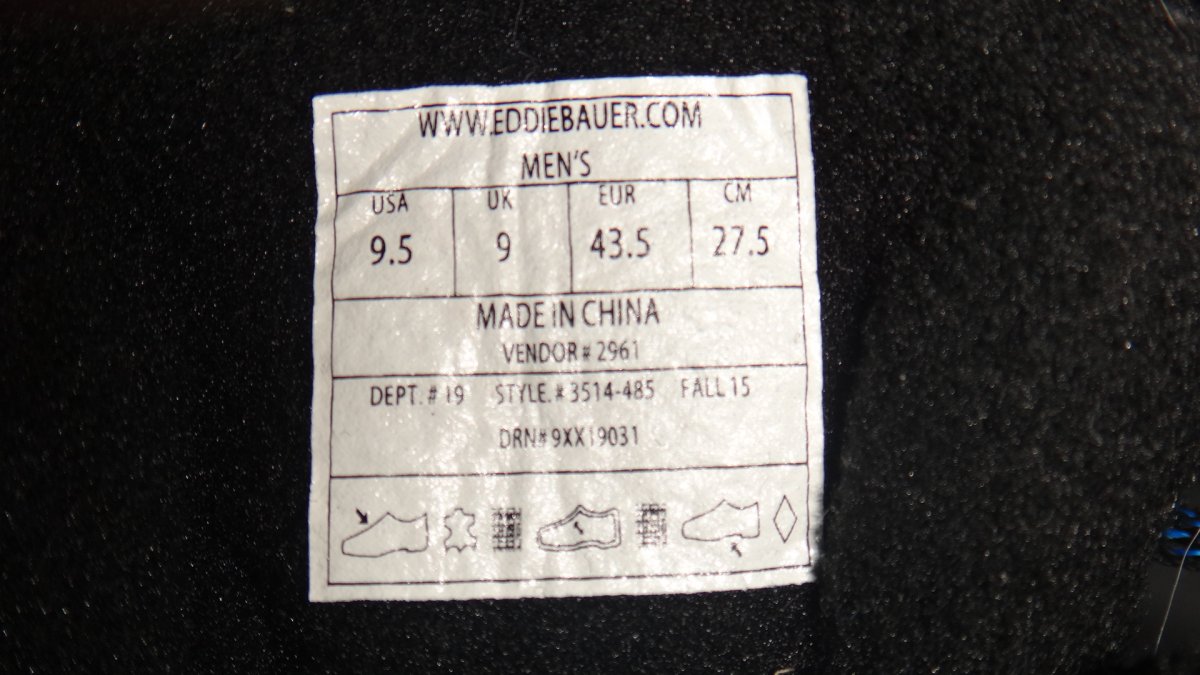 WWW.EDDIEBAUER.COM
MEN'S
USA UK EUR CM
9.5 9 43.5 27.5
MADE IN CHINA
VENDOR # 2961
DEPT. # 19 STYLE. # 3514-485 FALL 15
DRN# 9XX19031